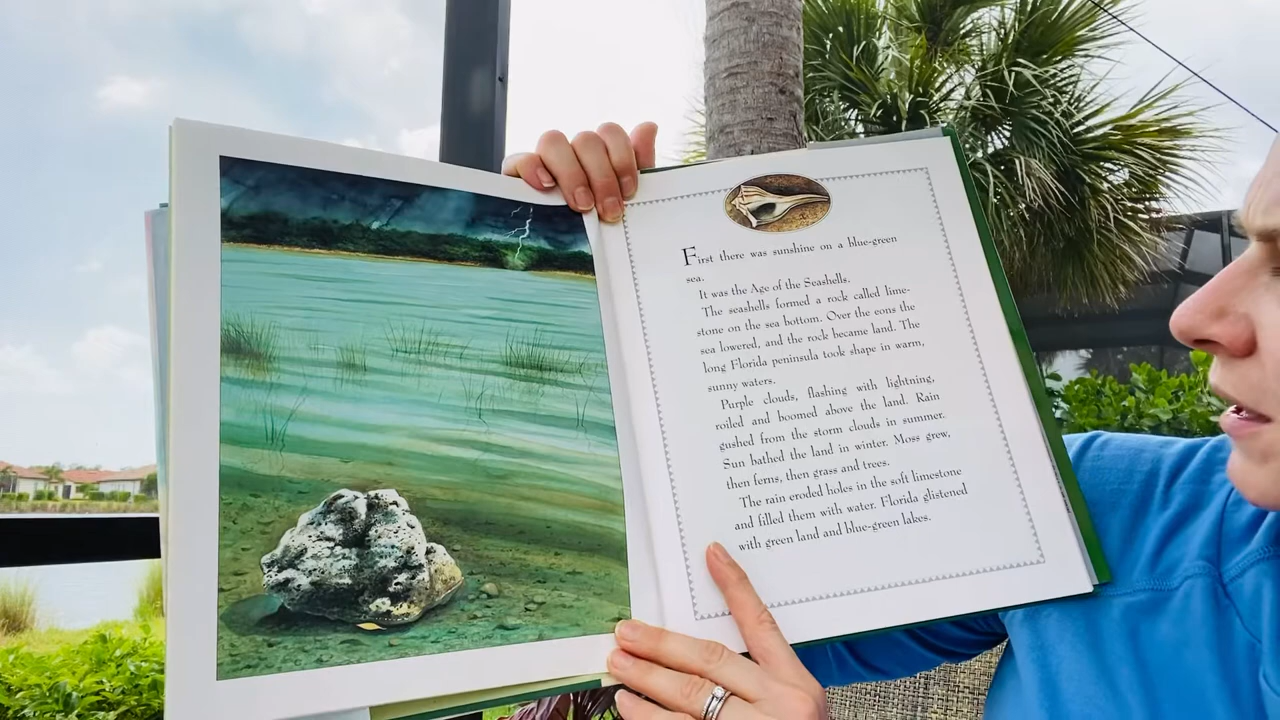 First there was sunshine on a blue-green
sea.
It was the Age of the Seashells.
The seashells formed a rock called lime-
stone on the sea bottom. Over the eons the
sea lowered, and the rock became land. The
long Florida peninsula took shape in warm,
sunny waters.
Purple clouds, flashing with lightning,
roiled and boomed above the land. Rain
gushed from the storm clouds in summer.
Sun bathed the land in winter. Moss grew,
then ferns, then grass and trees.
The rain eroded holes in the soft limestone
and filled them with water. Florida glistened
with green land and blue-green lakes.